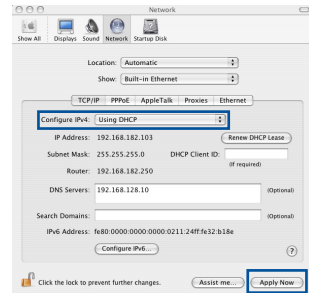 Network
Show All Displays Sound Network Startup Disk
Location: Automatic
Show: Built-in Ethernet
TCP/IP PPPoE AppleTalk Proxies Ethernet
Configure IPv4: Using DHCP
IP Address: 192.168.182.103 Renew DHCP Lease
Subnet Mask: 255.255.255.0 DHCP Client ID:
(If required)
Router: 192.168.182.250
DNS Servers: 192.168.128.10 (Optional)
Search Domains: (Optional)
IPv6 Address: fe80:0000:0000:0000:0211:24ff:fe32:b18e
Configure IPv6... ?
Click the lock to prevent further changes. Assist me... Apply Now